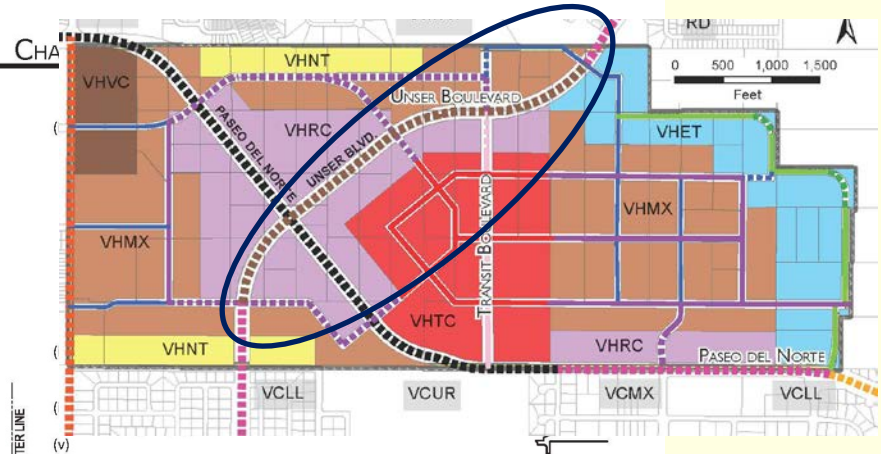 CHA
RD
0 500 1,000 1,500
Feet
VHNT
VHVC
UNSER BOULEVARD
PASEO DEL NORTE
VHRC
UNSER BLVD.
VHET
VHMX
TRANSIT BOULEVARD
VHMX
VHTC
VHNT
VHRC
PASEO DEL NORTE
VCLL
VCUR
VCMX
VCLL
TER LINE
(
(
(
(v)